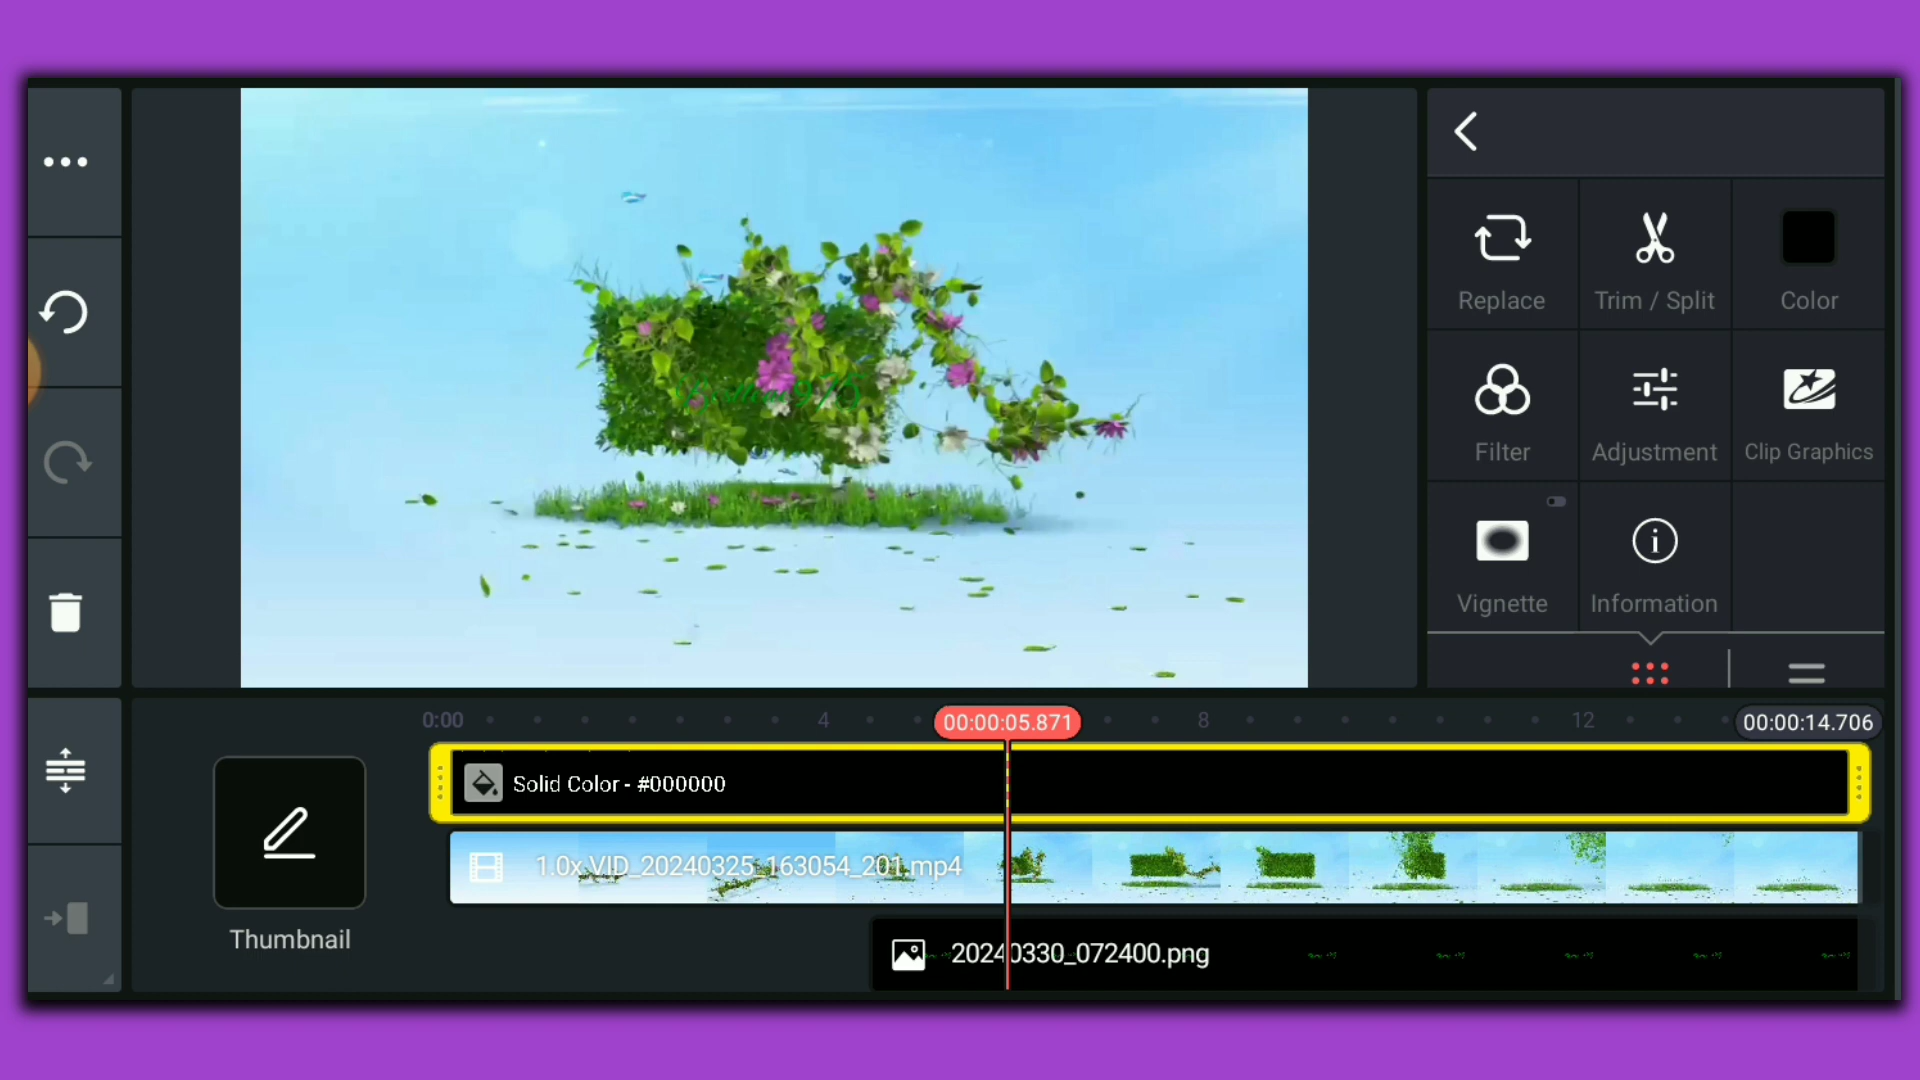 Replace
Trim / Split
Color
Filter
Adjustment
Clip Graphics
Vignette
Information
0:00
4
00:00:05.871
8
12
00:00:14.706
Solid Color - #000000
1.0x VID_20240325_163054_201.mp4
Thumbnail
20240330_072400.png